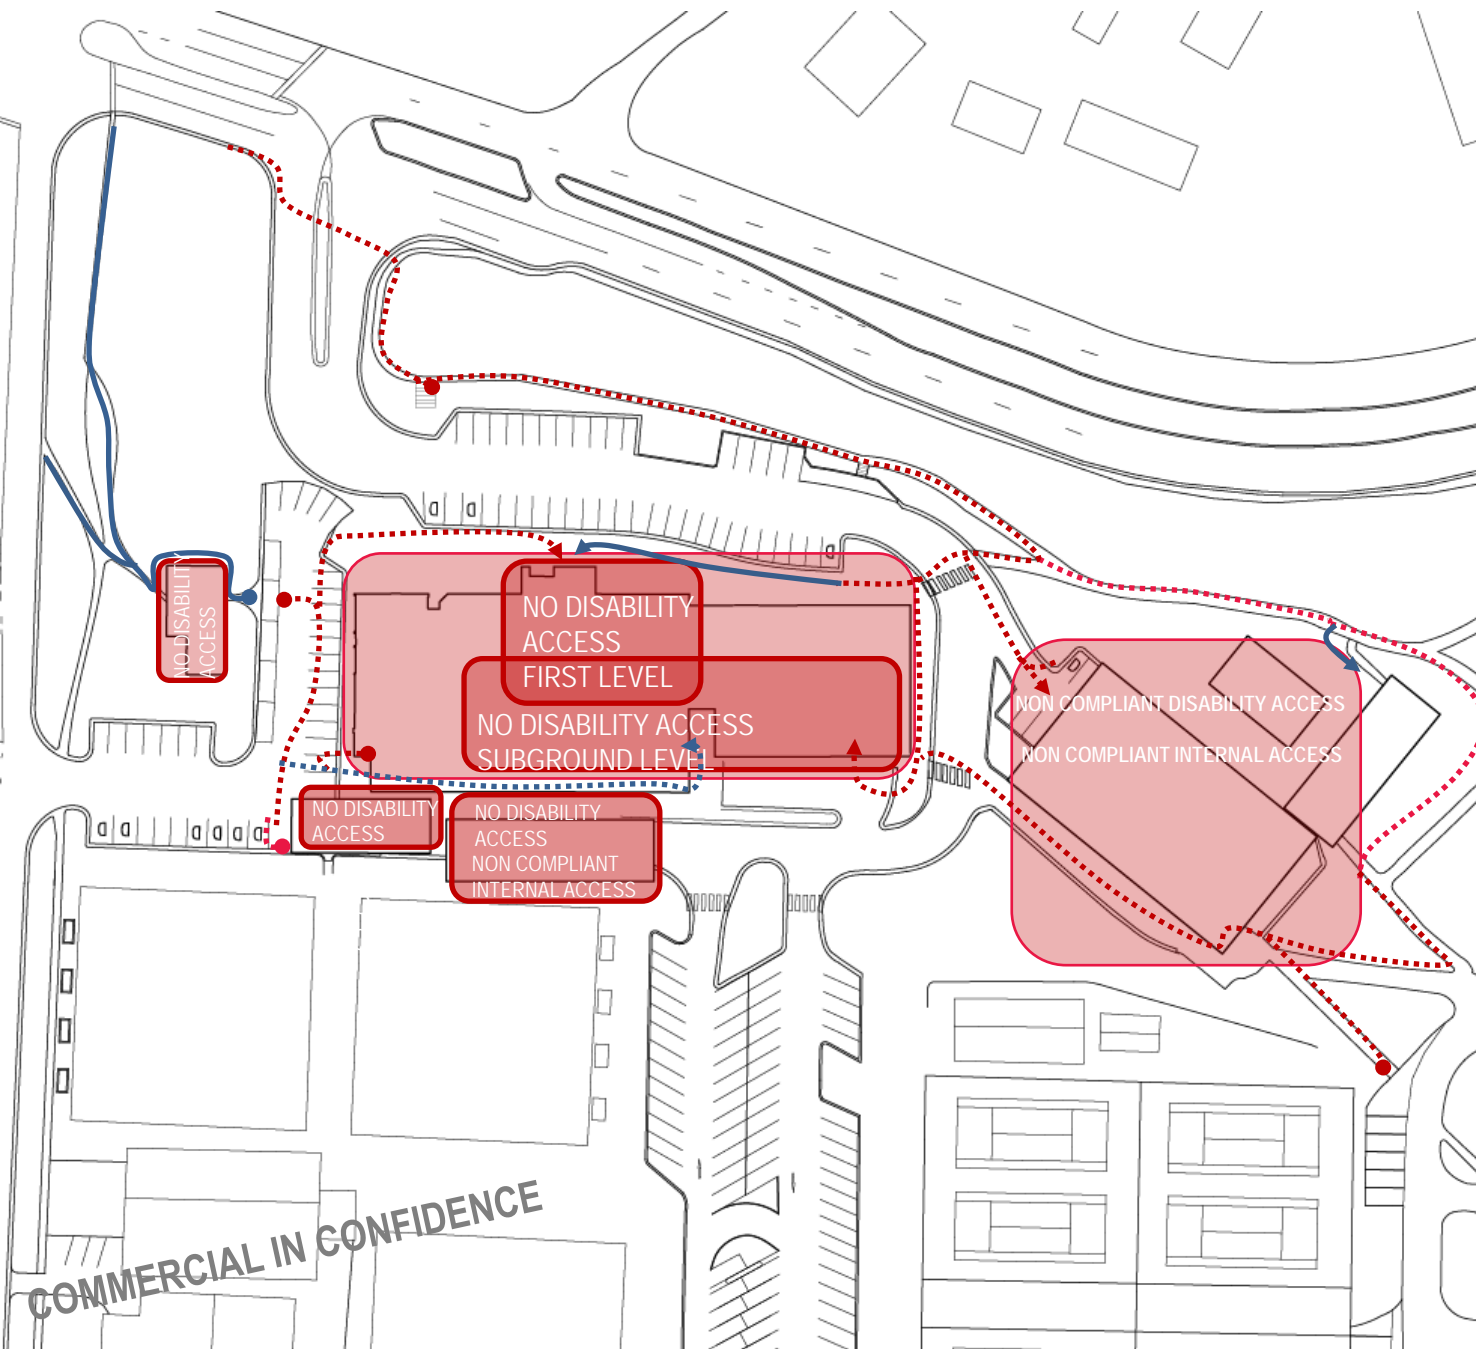 NO DISABILITY
ACCESS
NO DISABILITY
ACCESS
FIRST LEVEL
NO DISABILITY ACCESS
SUBGROUND LEVEL
NON COMPLIANT DISABILITY ACCESS
NON COMPLIANT INTERNAL ACCESS
NO DISABILITY
ACCESS
NO DISABILITY
ACCESS
NON COMPLIANT
INTERNAL ACCESS
COMMERCIAL IN CONFIDENCE